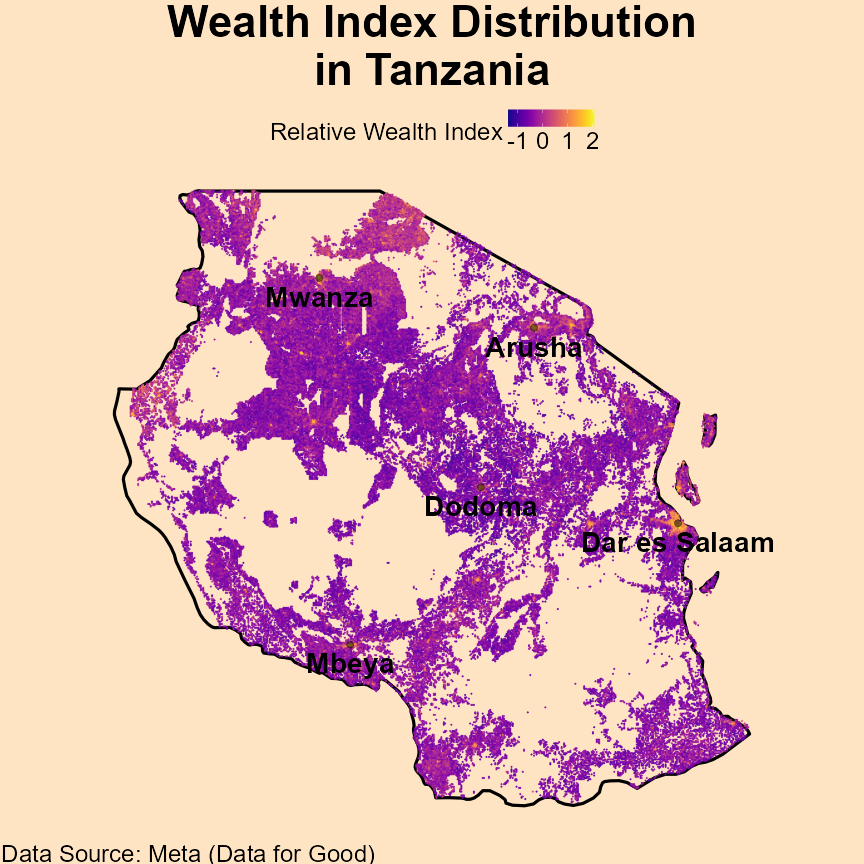 Wealth Index Distribution
in Tanzania
Relative Wealth Index
-1 0 1 2
Mwanza
Arusha
Dodoma
Dar es Salaam
Mbeya
Data Source: Meta (Data for Good)